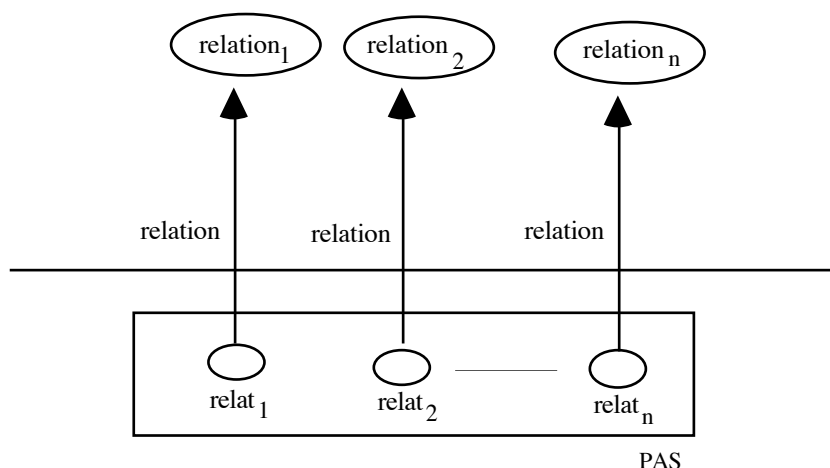 relation₁ relation₂ relationₙ
relation relation relation
relat₁ relat₂ relatₙ
PAS